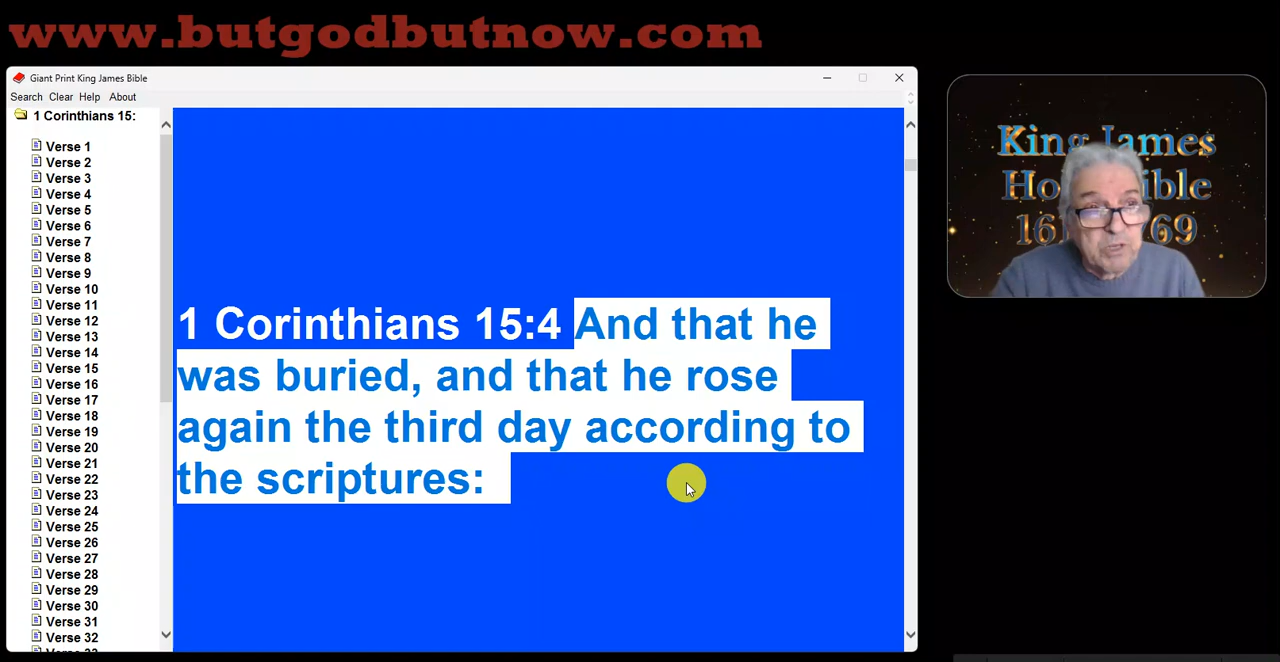 www.butgodbutnow.com
Giant Print King James Bible
Search Clear Help About
1 Corinthians 15:
Verse 1
Verse 2
Verse 3
Verse 4
Verse 5
Verse 6
Verse 7
Verse 8
Verse 9
Verse 10
Verse 11
Verse 12
Verse 13
Verse 14
Verse 15
Verse 16
Verse 17
Verse 18
Verse 19
Verse 20
Verse 21
Verse 22
Verse 23
Verse 24
Verse 25
Verse 26
Verse 27
Verse 28
Verse 29
Verse 30
Verse 31
Verse 32
1 Corinthians 15:4 And that he
was buried, and that he rose
again the third day according to
the scriptures:
King James